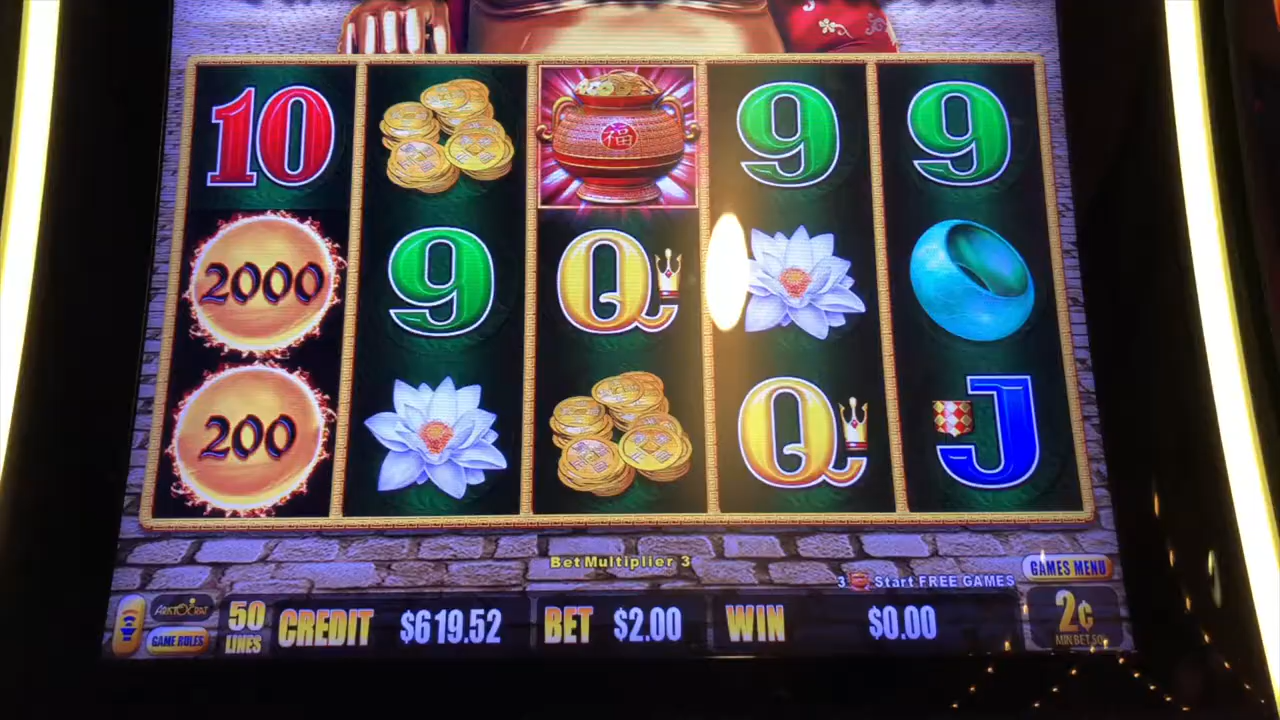 10
福
9
9
2000
9
Q
200
Q
J
Bet Multiplier 3
3 Start FREE GAMES
GAMES MENU
ARISTOCRAT
GAME RULES
50 LINES
CREDIT $619.52
BET $2.00
WIN $0.00
2¢
MIN BET 50¢